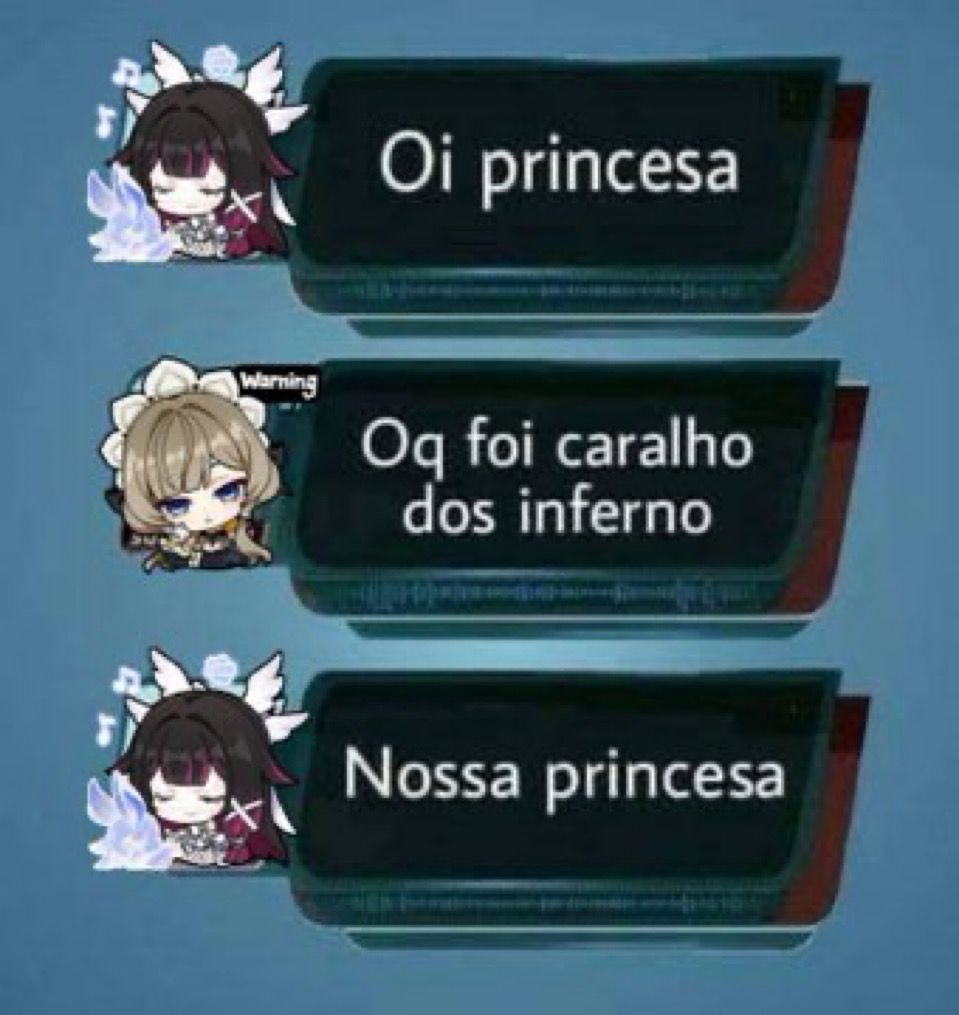 Oi princesa
Warning
Oq foi caralho
dos inferno
Nossa princesa